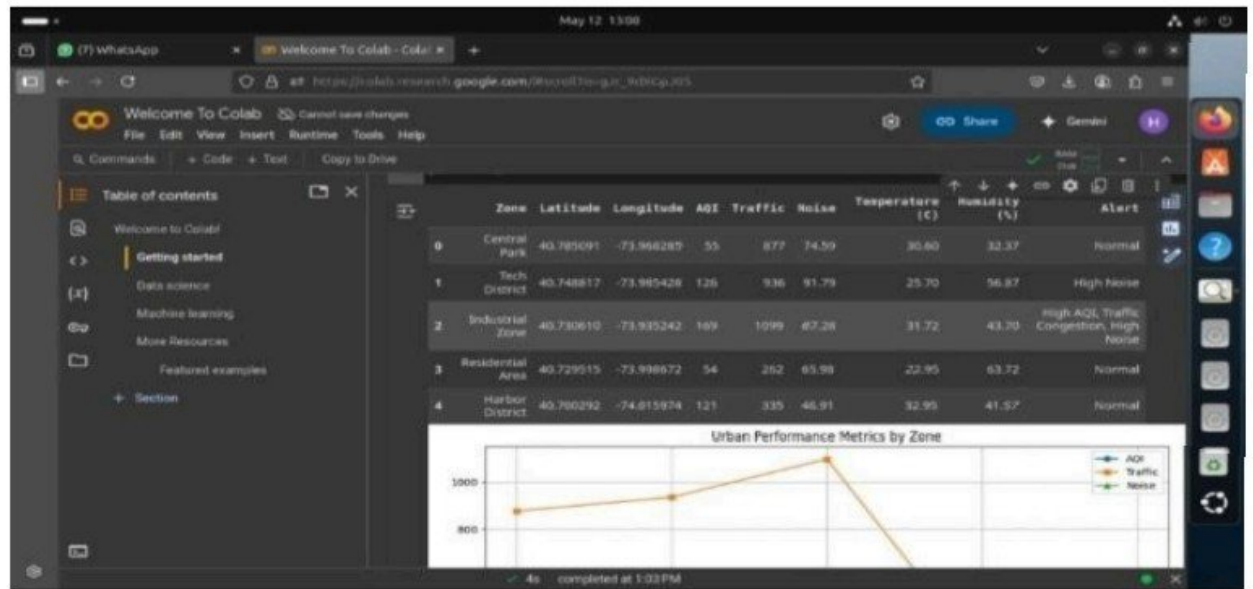 May 12 13:00
(7) WhatsApp
Welcome To Colab - Colab
Welcome To Colab
Cannot save changes
File Edit View Insert Runtime Tools Help
Share
Gemini
H
Commands + Code + Text Copy to Drive
Table of contents
Welcome to Colab!
Getting started
Data science
Machine learning
More Resources
Featured examples
+ Section
Zone Latitude Longitude AQI Traffic Noise Temperature (C) Humidity (%) Alert
0 Central Park 40.785091 -73.968285 55 877 74.59 30.60 32.37 Normal
1 Tech District 40.748817 -73.985428 126 936 91.79 25.70 56.87 High Noise
2 Industrial Zone 40.730610 -73.935242 169 1099 87.28 31.72 43.70 High AQI, Traffic Congestion, High Noise
3 Residential Area 40.729515 -73.998672 54 262 65.98 22.95 63.72 Normal
4 Harbor District 40.700292 -74.015974 121 335 46.91 32.95 41.57 Normal
Urban Performance Metrics by Zone
AQI
Traffic
Noise
1000
800
4s completed at 1:03 PM